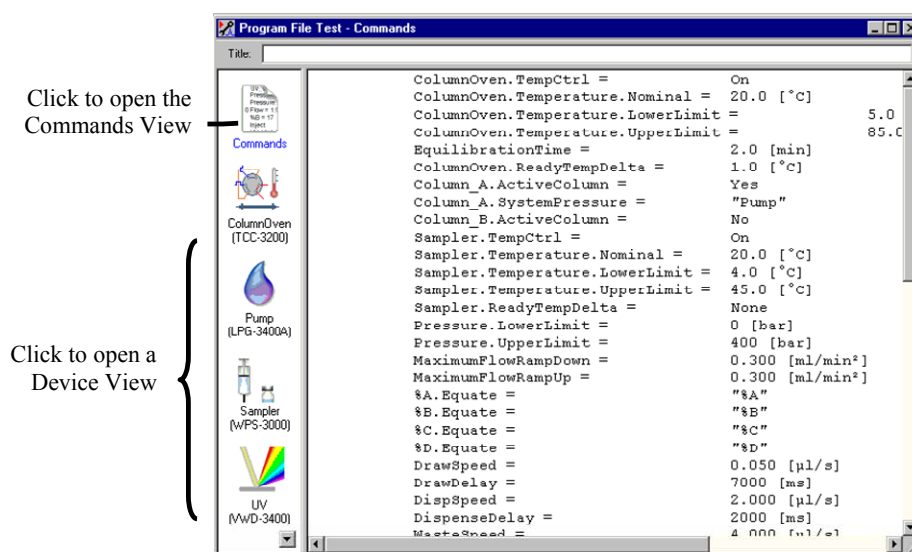 Program File Test - Commands
Title:
Click to open the
Commands View
Commands
ColumnOven
(TCC-3200)
Click to open a
Device View
Pump
(LPG-3400A)
Sampler
(WPS-3000)
UV
(VWD-3400)
ColumnOven.TempCtrl = On
ColumnOven.Temperature.Nominal = 20.0 [°C]
ColumnOven.Temperature.LowerLimit = 5.0
ColumnOven.Temperature.UpperLimit = 85.0
EquilibrationTime = 2.0 [min]
ColumnOven.ReadyTempDelta = 1.0 [°C]
Column_A.ActiveColumn = Yes
Column_A.SystemPressure = "Pump"
Column_B.ActiveColumn = No
Sampler.TempCtrl = On
Sampler.Temperature.Nominal = 20.0 [°C]
Sampler.Temperature.LowerLimit = 4.0 [°C]
Sampler.Temperature.UpperLimit = 45.0 [°C]
Sampler.ReadyTempDelta = None
Pressure.LowerLimit = 0 [bar]
Pressure.UpperLimit = 400 [bar]
MaximumFlowRampDown = 0.300 [ml/min²]
MaximumFlowRampUp = 0.300 [ml/min²]
%A.Equate = "%A"
%B.Equate = "%B"
%C.Equate = "%C"
%D.Equate = "%D"
DrawSpeed = 0.050 [µl/s]
DrawDelay = 7000 [ms]
DispSpeed = 2.000 [µl/s]
DispenseDelay = 2000 [ms]
WasteSpeed = 4.000 [µl/s]